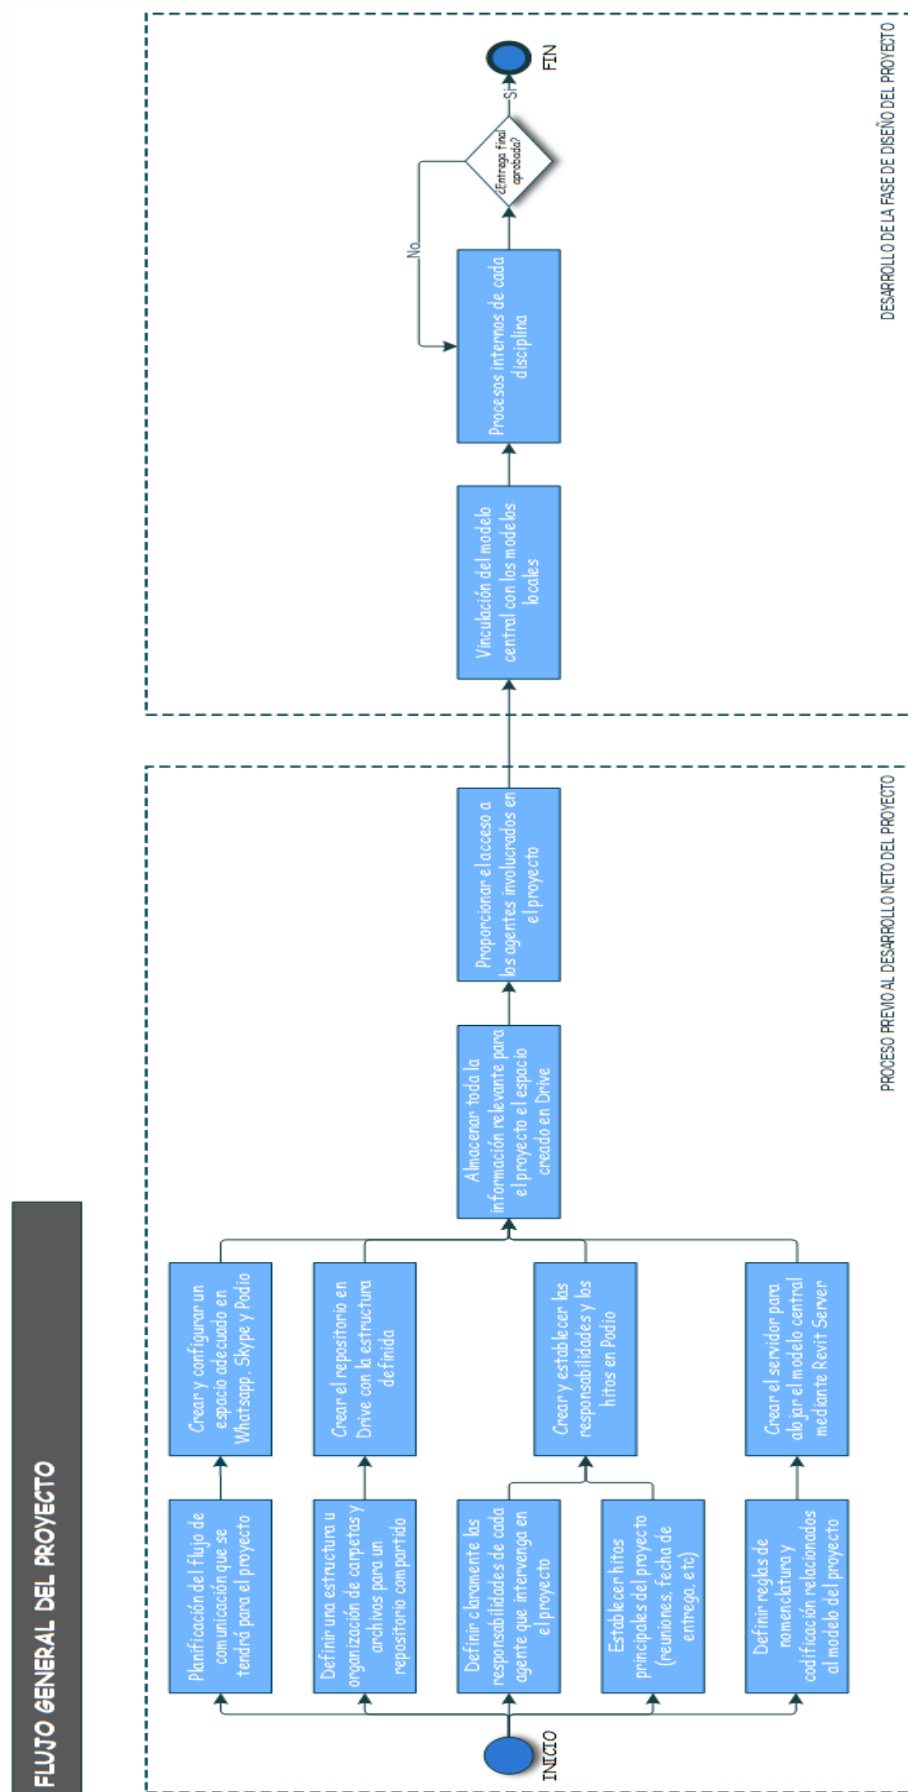 FLUJO GENERAL DEL PROYECTO
INICIO
Planificación del flujo de
comunicación que se
tendrá para el proyecto
Crear y configurar un
espacio adecuado en
Whatsapp, Skype y Podio
Definir una estructura u
organización de carpetas y
archivos para un
repositorio compartido
Crear el repositorio en
Drive con la estructura
definida
Definir claramente las
responsabilidades de cada
agente que intervenga en
el proyecto
Establecer hitos
principales del proyecto
(reuniones, fecha de
entrega, etc)
Crear y establecer las
responsabilidades y los
hitos en Podio
Definir reglas de
nomenclatura y
codificación relacionados
al modelo del proyecto
Crear el servidor para
alojar el modelo central
mediante Revit Server
Almacenar toda la
información relevante para
el proyecto el espacio
creado en Drive
Proporcionar el acceso a
los agentes involucrados en
el proyecto
PROCESO PREVIO AL DESARROLLO NETO DEL PROYECTO
Vinculación del modelo
central con los modelos
locales
Procesos internos de cada
disciplina
No
¿Entrega final
aprobada?
Si
FIN
DESARROLLO DE LA FASE DE DISEÑO DEL PROYECTO